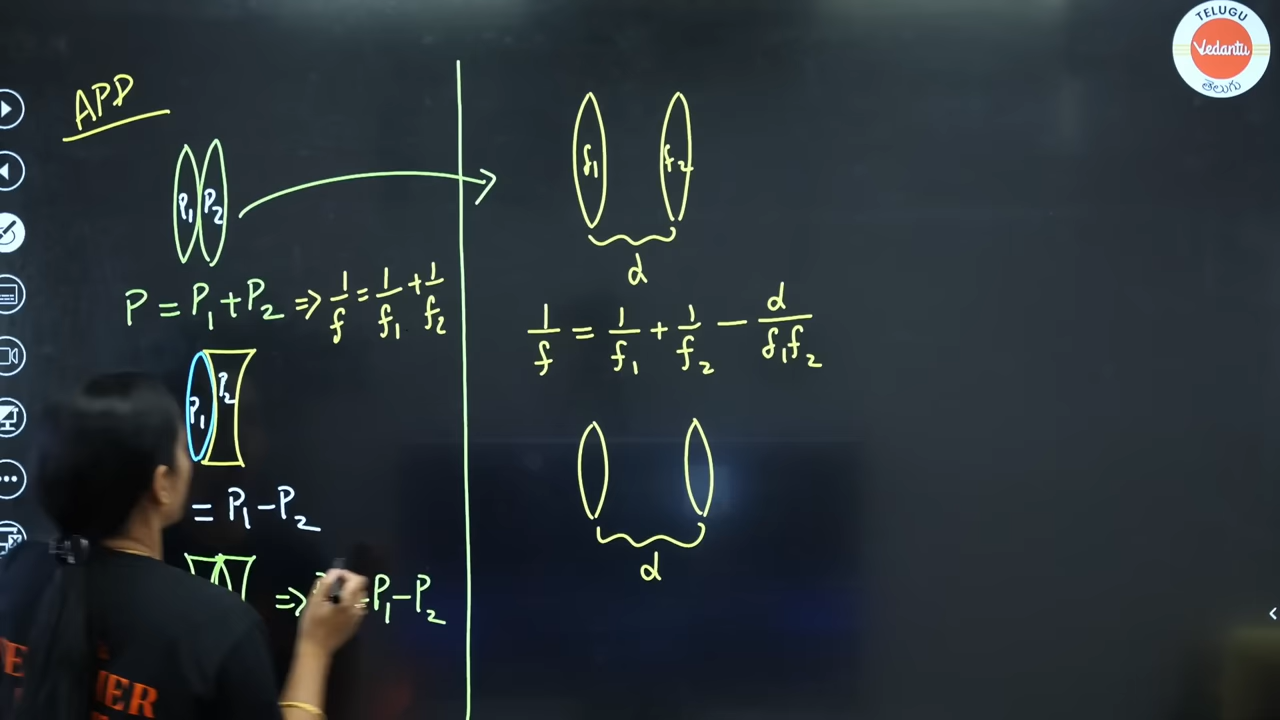 APP
P₁ P₂
P = P₁ + P₂ ⇒ 1/f = 1/f₁ + 1/f₂
P₁ P₂
= P₁ - P₂
⇒ = P₁ - P₂
f₁ f₂
d
1/f = 1/f₁ + 1/f₂ - d/f₁f₂
d
TELUGU
Vedantu
తెలుగు